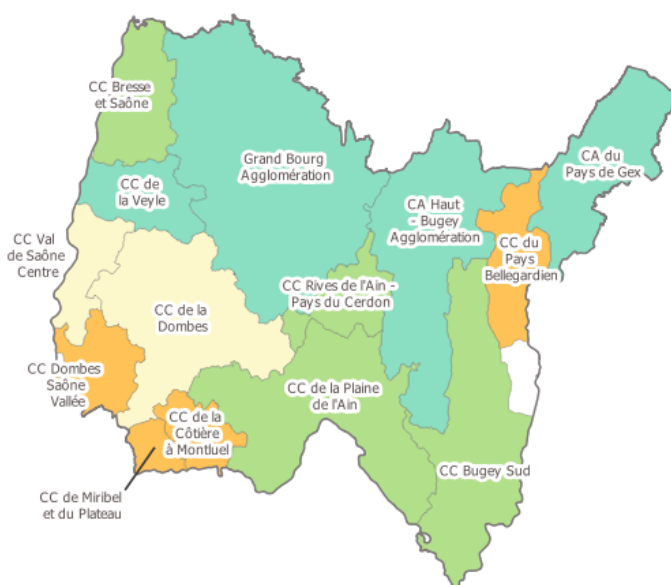 CC Bresse
et Saône
Grand Bourg
Agglomération
CA du
Pays de Gex
CC de
la Veyle
CA Haut
- Bugey
Agglomération
CC Val
de Saône
Centre
CC du
Pays
Bellegardien
CC Rives de l'Ain -
Pays du Cerdon
CC de la
Dombes
CC Dombes
Saône
Vallée
CC de la Plaine
de l'Ain
CC de la
Côtière
à Montluel
CC Bugey Sud
CC de Miribel
et du Plateau